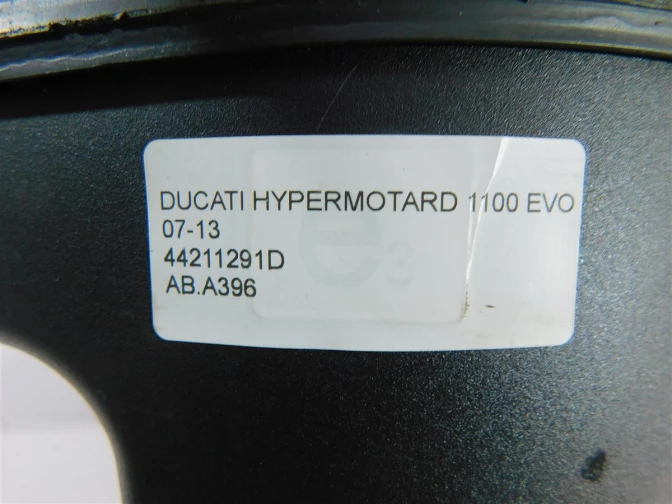 DUCATI HYPERMOTARD 1100 EVO
07-13
44211291D
AB.A396
e3